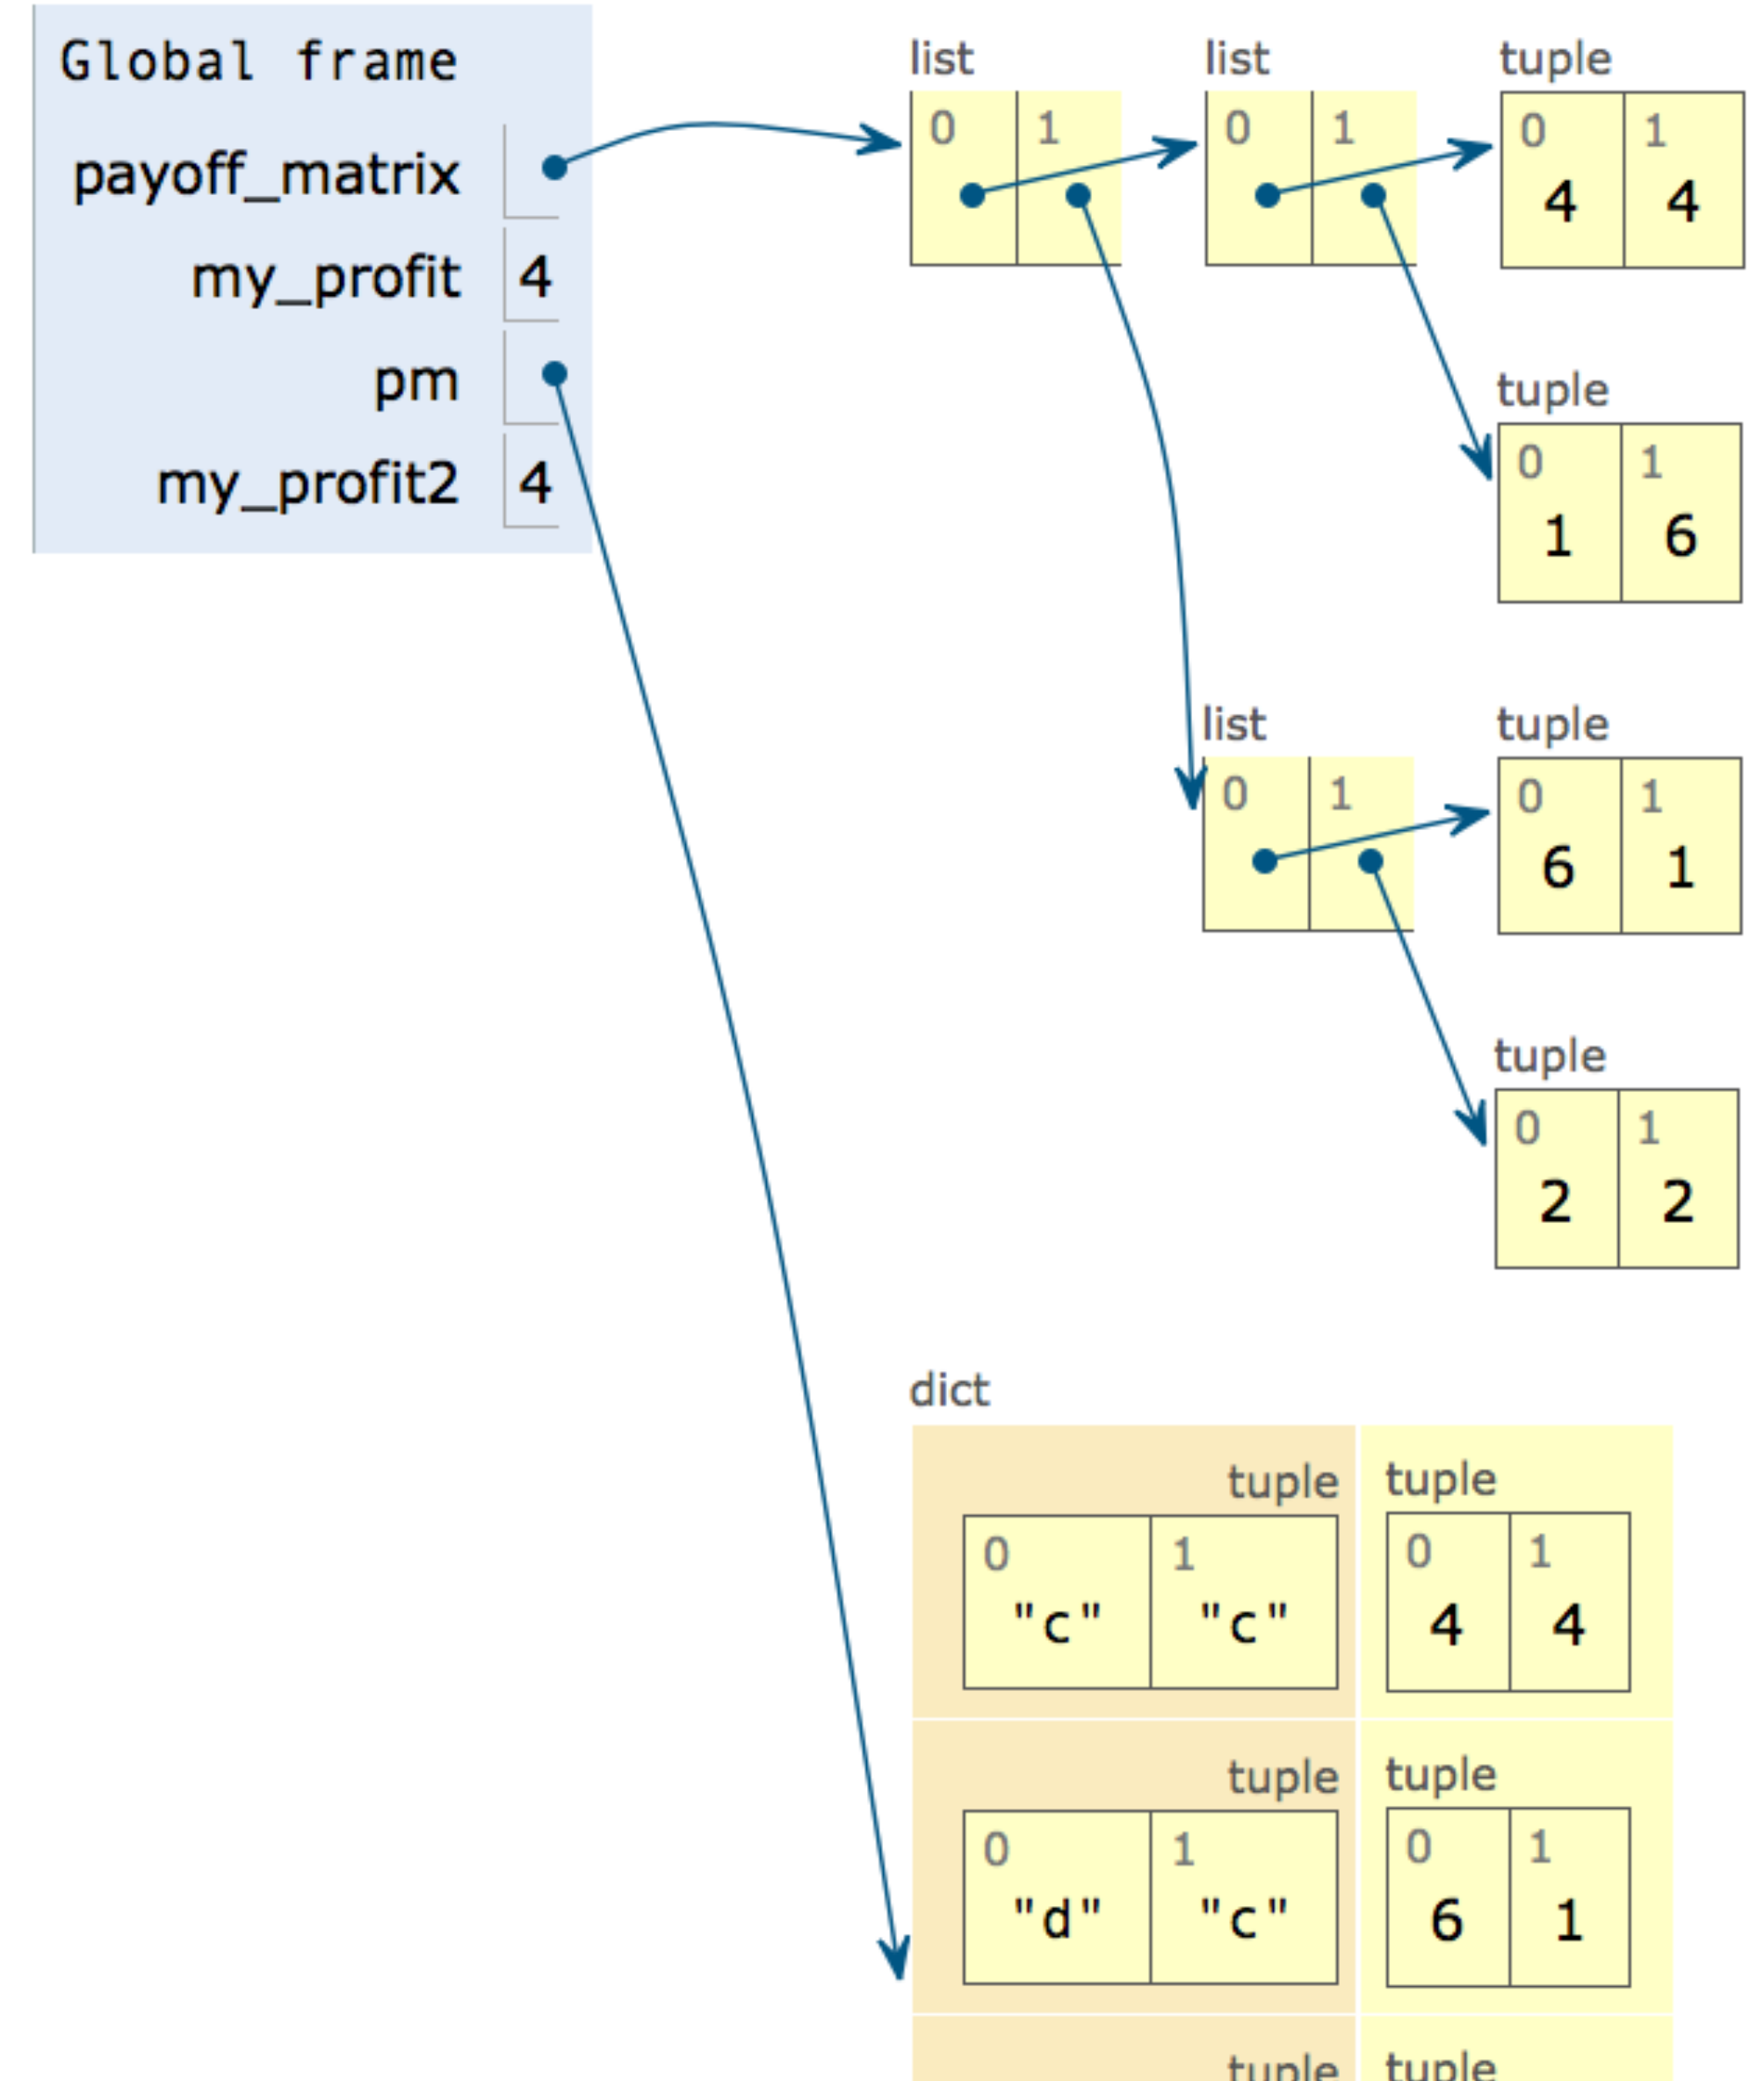 Global frame
payoff_matrix
my_profit 4
pm
my_profit2 4
list list tuple
0 1 0 1 0 1
4 4
tuple
0 1
1 6
list tuple
0 1 0 1
6 1
tuple
0 1
2 2
dict
tuple tuple
0 1 0 1
"c" "c" 4 4
tuple tuple
0 1 0 1
"d" "c" 6 1
tuple tuple